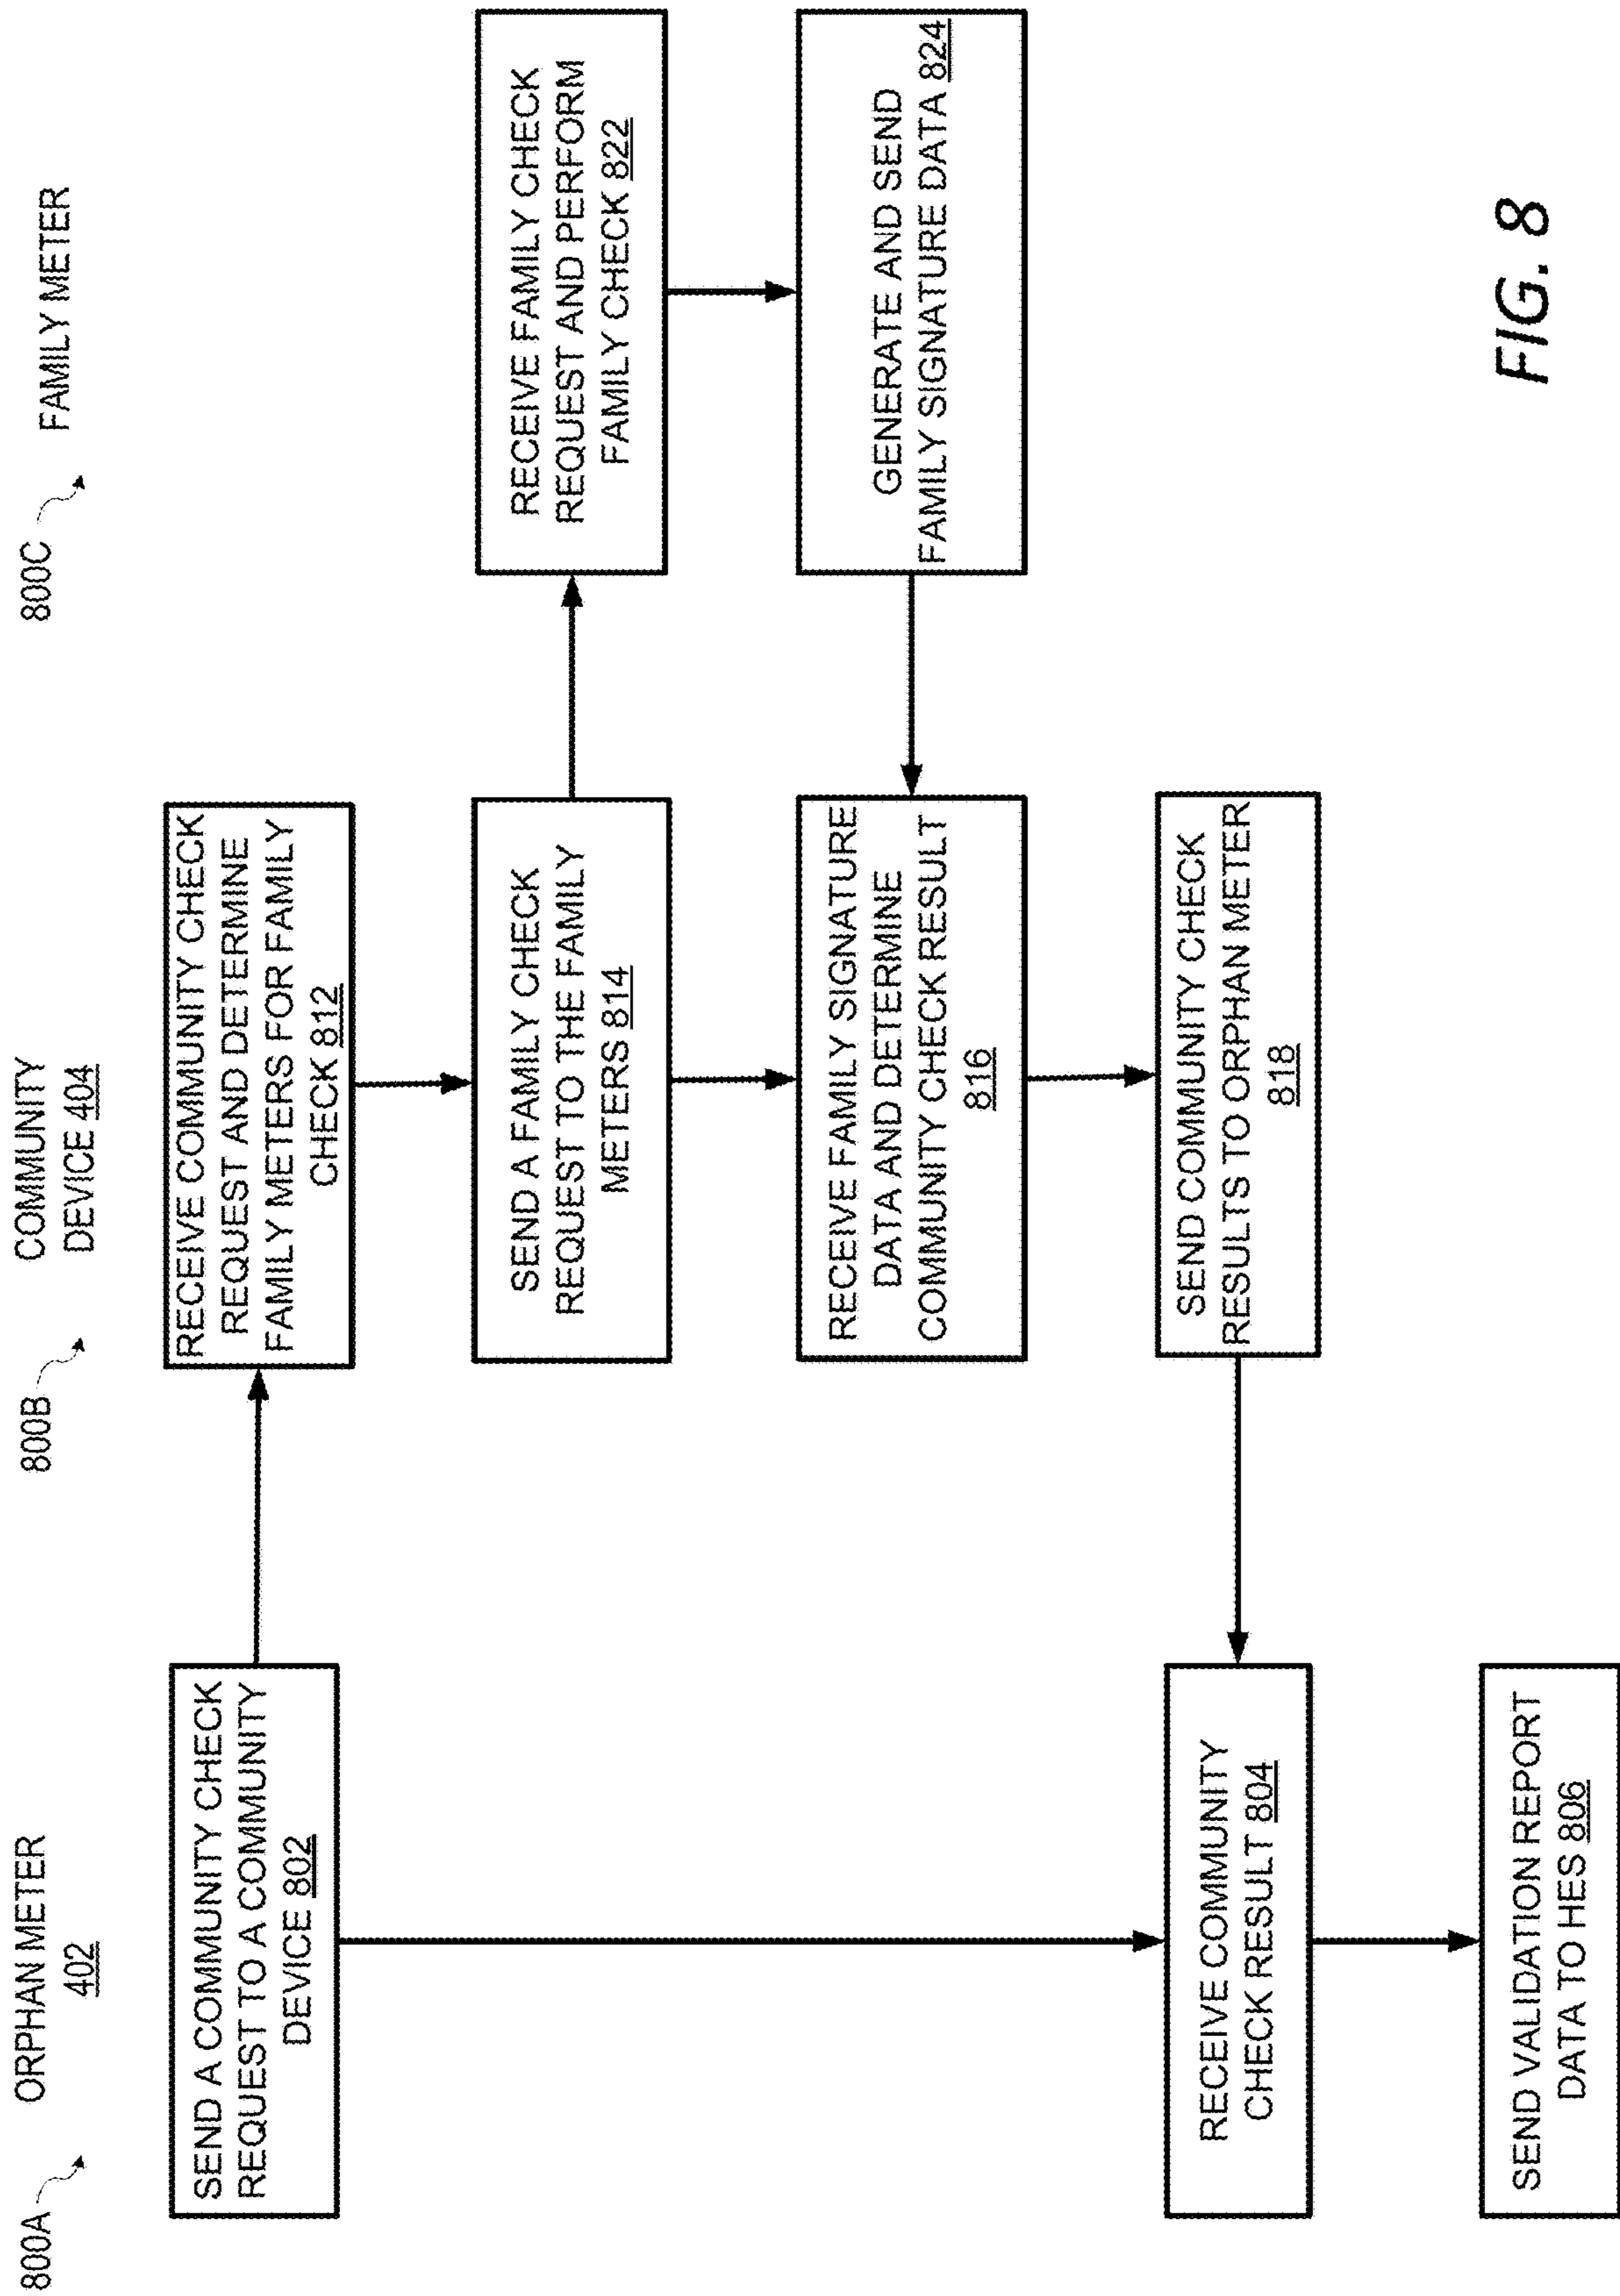 800A
ORPHAN METER
402
SEND A COMMUNITY CHECK
REQUEST TO A COMMUNITY
DEVICE 802
RECEIVE COMMUNITY
CHECK RESULT 804
SEND VALIDATION REPORT
DATA TO HES 806
800B
COMMUNITY
DEVICE 404
RECEIVE COMMUNITY CHECK
REQUEST AND DETERMINE
FAMILY METERS FOR FAMILY
CHECK 812
SEND A FAMILY CHECK
REQUEST TO THE FAMILY
METERS 814
RECEIVE FAMILY SIGNATURE
DATA AND DETERMINE
COMMUNITY CHECK RESULT
816
SEND COMMUNITY CHECK
RESULTS TO ORPHAN METER
818
800C
FAMILY METER
RECEIVE FAMILY CHECK
REQUEST AND PERFORM
FAMILY CHECK 822
GENERATE AND SEND
FAMILY SIGNATURE DATA 824
FIG. 8